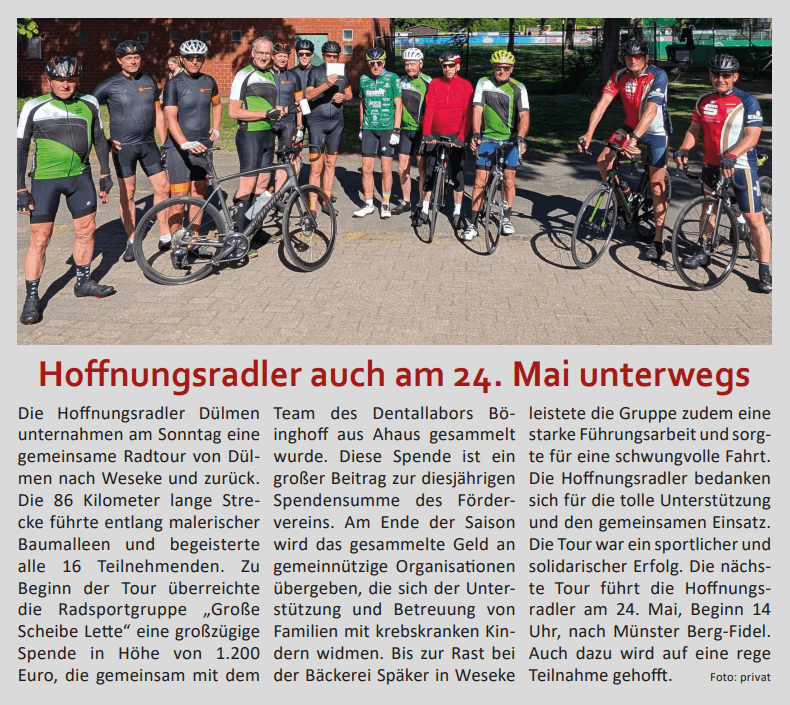 Hoffnungsradler auch am 24. Mai unterwegs
Die Hoffnungsradler Dülmen
unternahmen am Sonntag eine
gemeinsame Radtour von Dül-
men nach Weseke und zurück.
Die 86 Kilometer lange Stre-
cke führte entlang malerischer
Baumalleen und begeisterte
alle 16 Teilnehmenden. Zu
Beginn der Tour überreichte
die Radsportgruppe „Große
Scheibe Lette“ eine großzügige
Spende in Höhe von 1.200
Euro, die gemeinsam mit dem
Team des Dentallabors Bö-
inghoff aus Ahaus gesammelt
wurde. Diese Spende ist ein
großer Beitrag zur diesjährigen
Spendensumme des Förder-
vereins. Am Ende der Saison
wird das gesammelte Geld an
gemeinnützige Organisationen
übergeben, die sich der Unter-
stützung und Betreuung von
Familien mit krebskranken Kin-
dern widmen. Bis zur Rast bei
der Bäckerei Späker in Weseke
leistete die Gruppe zudem eine
starke Führungsarbeit und sorg-
te für eine schwungvolle Fahrt.
Die Hoffnungsradler bedanken
sich für die tolle Unterstützung
und den gemeinsamen Einsatz.
Die Tour war ein sportlicher und
solidarischer Erfolg. Die nächs-
te Tour führt die Hoffnungs-
radler am 24. Mai, Beginn 14
Uhr, nach Münster Berg-Fidel.
Auch dazu wird auf eine rege
Teilnahme gehofft.
Foto: privat